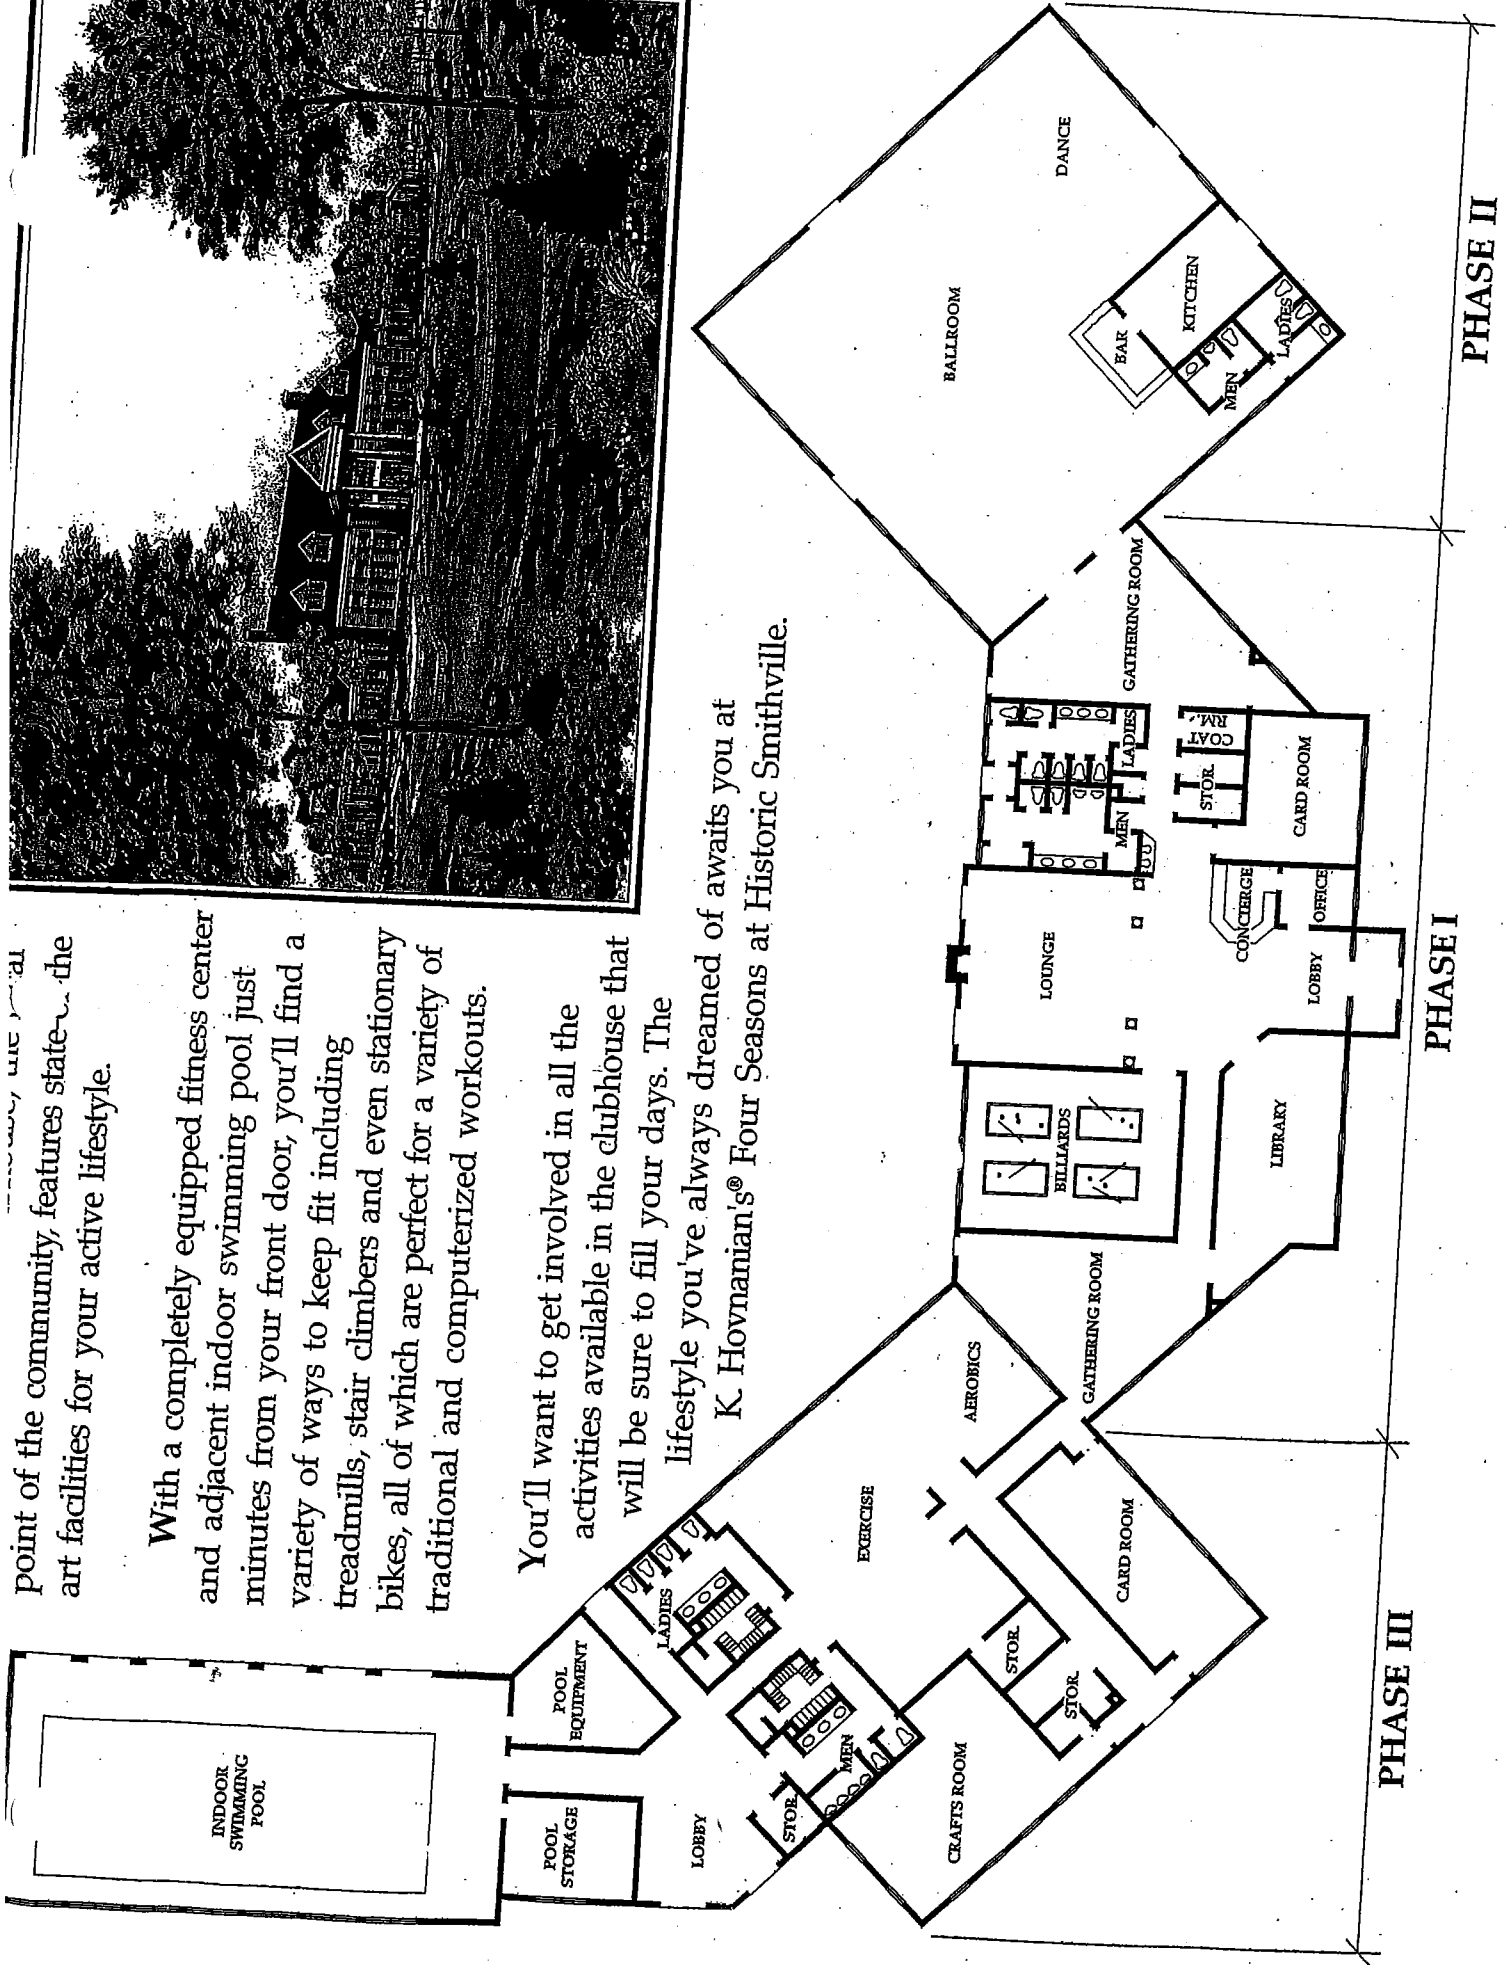 point of the community, features state-
the
art facilities for your active lifestyle.
With a completely equipped fitness center
and adjacent indoor swimming pool just
minutes from your front door, you'll find a
variety of ways to keep fit including
treadmills, stair climbers and even stationary
bikes, all of which are perfect for a variety of
traditional and computerized workouts.
You'll want to get involved in all the
activities available in the clubhouse that
will be sure to fill your days. The
lifestyle you've always dreamed of awaits you at
K. Hovnanian's® Four Seasons at Historic Smithville.
INDOOR
SWIMMING
POOL
POOL
STORAGE
POOL
EQUIPMENT
LOBBY
STOR.
LADIES
MEN
EXERCISE
AEROBICS
CRAFTS ROOM
STOR.
STOR.
CARD ROOM
GATHERING ROOM
BILLIARDS
LIBRARY
LOUNGE
LOBBY
CONCIERGE
OFFICE
MEN
LADIES
STOR.
COAT
RM.
CARD ROOM
GATHERING ROOM
BALLROOM
DANCE
BAR
KITCHEN
MEN
LADIES
PHASE III
PHASE I
PHASE II